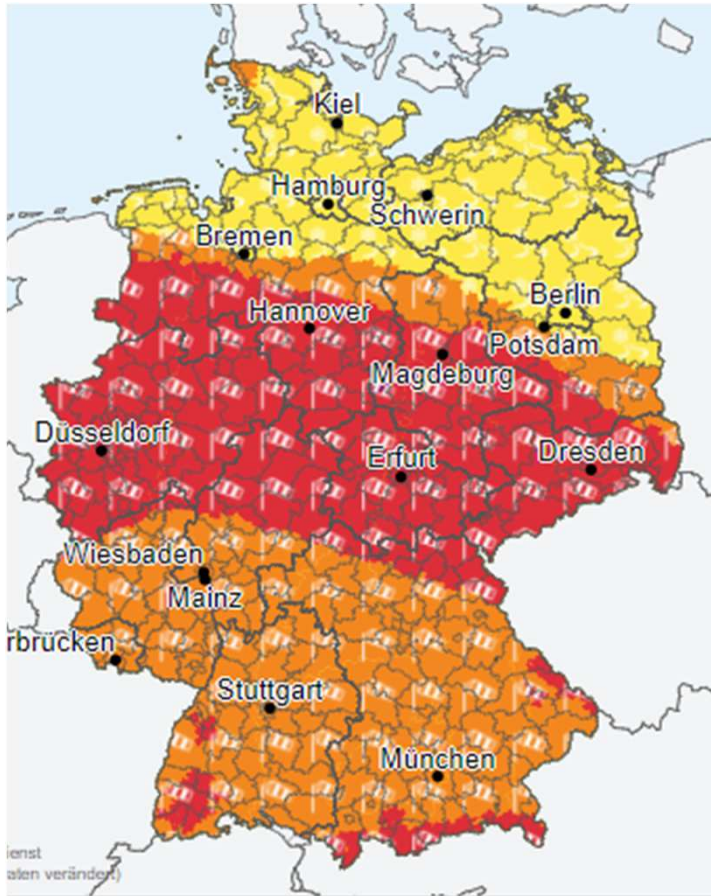 Kiel
Hamburg
Schwerin
Bremen
Berlin
Hannover
Potsdam
Magdeburg
Düsseldorf
Erfurt
Dresden
Wiesbaden
Mainz
rbrücken
Stuttgart
München
ienst
aten verändert)